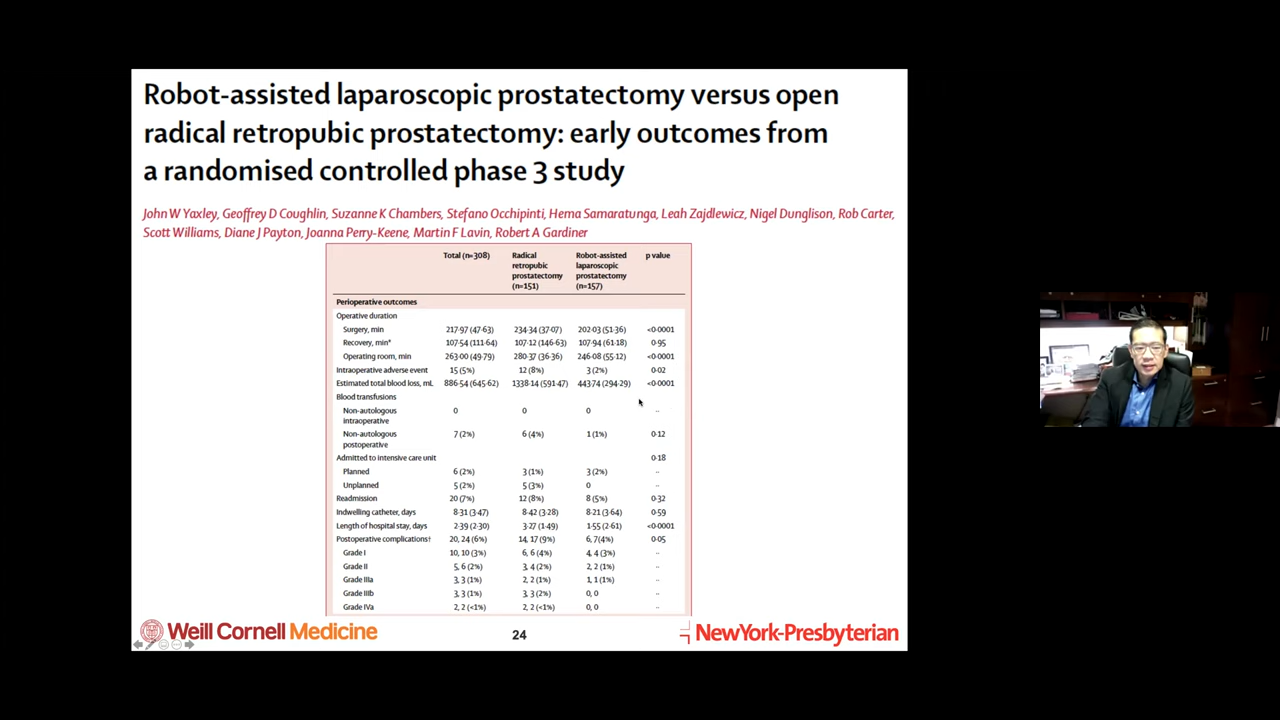 Robot-assisted laparoscopic prostatectomy versus open
radical retropubic prostatectomy: early outcomes from
a randomised controlled phase 3 study
John W Yaxley, Geoffrey D Coughlin, Suzanne K Chambers, Stefano Occhipinti, Hema Samaratunga, Leah Zajdlewicz, Nigel Dunglison, Rob Carter,
Scott Williams, Diane J Payton, Joanna Perry-Keene, Martin F Lavin, Robert A Gardiner
Total (n=308) Radical Robot-assisted p value
retropubic laparoscopic
prostatectomy prostatectomy
(n=151) (n=157)
Perioperative outcomes
Operative duration
Surgery, min 217·97 (47·63) 234·34 (37·07) 202·03 (51·36) <0·0001
Recovery, min* 107·54 (111·64) 107·12 (146·63) 107·94 (61·18) 0·95
Operating room, min 263·00 (49·79) 280·37 (36·36) 246·08 (55·12) <0·0001
Intraoperative adverse event 15 (5%) 12 (8%) 3 (2%) 0·02
Estimated total blood loss, mL 886·54 (645·62) 1338·14 (591·47) 443·74 (294·29) <0·0001
Blood transfusions
Non-autologous 0 0 0 ··
intraoperative
Non-autologous 7 (2%) 6 (4%) 1 (1%) 0·12
postoperative
Admitted to intensive care unit 0·18
Planned 6 (2%) 3 (1%) 3 (2%) ··
Unplanned 5 (2%) 5 (3%) 0 ··
Readmission 20 (7%) 12 (8%) 8 (5%) 0·32
Indwelling catheter, days 8·31 (3·47) 8·42 (3·28) 8·21 (3·64) 0·59
Length of hospital stay, days 2·39 (2·30) 3·27 (1·49) 1·55 (2·61) <0·0001
Postoperative complications† 20, 24 (6%) 14, 17 (9%) 6, 7(4%) 0·05
Grade I 10, 10 (3%) 6, 6 (4%) 4, 4 (3%) ··
Grade II 5, 6 (2%) 3, 4 (2%) 2, 2 (1%) ··
Grade IIIa 3, 3 (1%) 2, 2 (1%) 1, 1 (1%) ··
Grade IIIb 3, 3 (1%) 3, 3 (2%) 0, 0 ··
Grade IVa 2, 2 (<1%) 2, 2 (<1%) 0, 0 ··
Weill Cornell Medicine 24 NewYork-Presbyterian